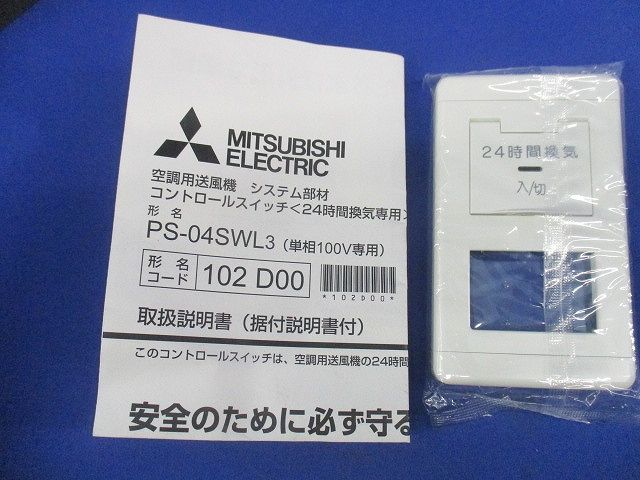 MITSUBISHI
ELECTRIC
空調用送風機 システム部材
コントロールスイッチ<24時間換気専用>
形名
PS-04SWL3（単相100V専用）
形名
コード
102 D00
*102D00*
取扱説明書（据付説明書付）
このコントロールスイッチは、空調用送風機の24時間
安全のために必ず守る
24時間換気
入/切